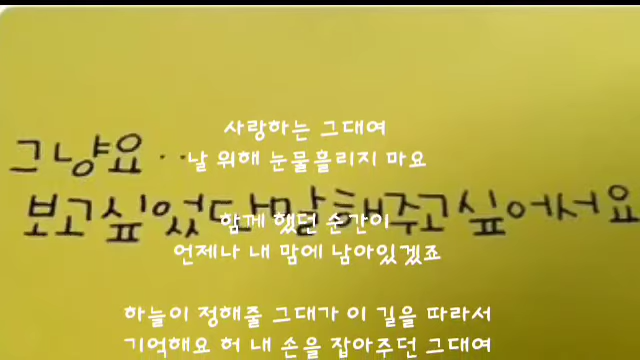 사랑하는 그대여
그냥요..
날 위해 눈물흘리지 마요
보고싶었단말해주고싶어서요
함께 했던 순간이
언제나 내 맘에 남아있겠죠
하늘이 정해줄 그대가 이 길을 따라서
기억해요 허 내 손을 잡아주던 그대여